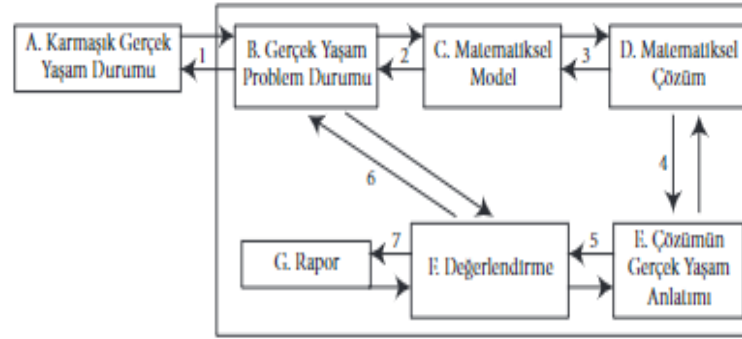 A. Karmaşık Gerçek
Yaşam Durumu
1
B. Gerçek Yaşam
Problem Durumu
2
C. Matematiksel
Model
3
D. Matematiksel
Çözüm
4
6
G. Rapor
7
F. Değerlendirme
5
E. Çözümün
Gerçek Yaşam
Anlatımı